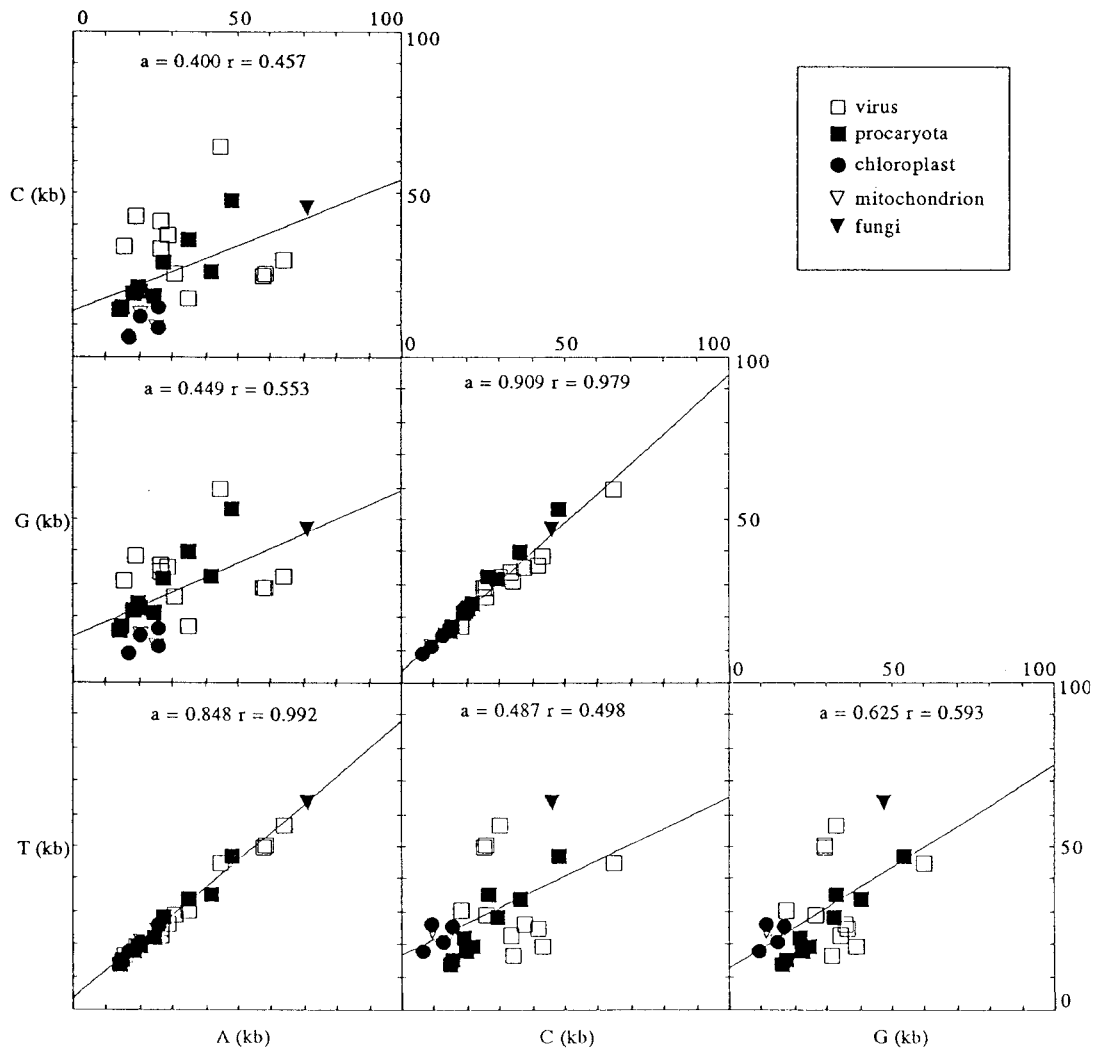 0 50 100
100
a = 0.400 r = 0.457
virus
procaryota
chloroplast
mitochondrion
fungi
C (kb)
50
0 50 100
100
a = 0.449 r = 0.553
a = 0.909 r = 0.979
G (kb)
50
0 50 100
100
a = 0.848 r = 0.992
a = 0.487 r = 0.498
a = 0.625 r = 0.593
T (kb)
50
0
A (kb)
C (kb)
G (kb)